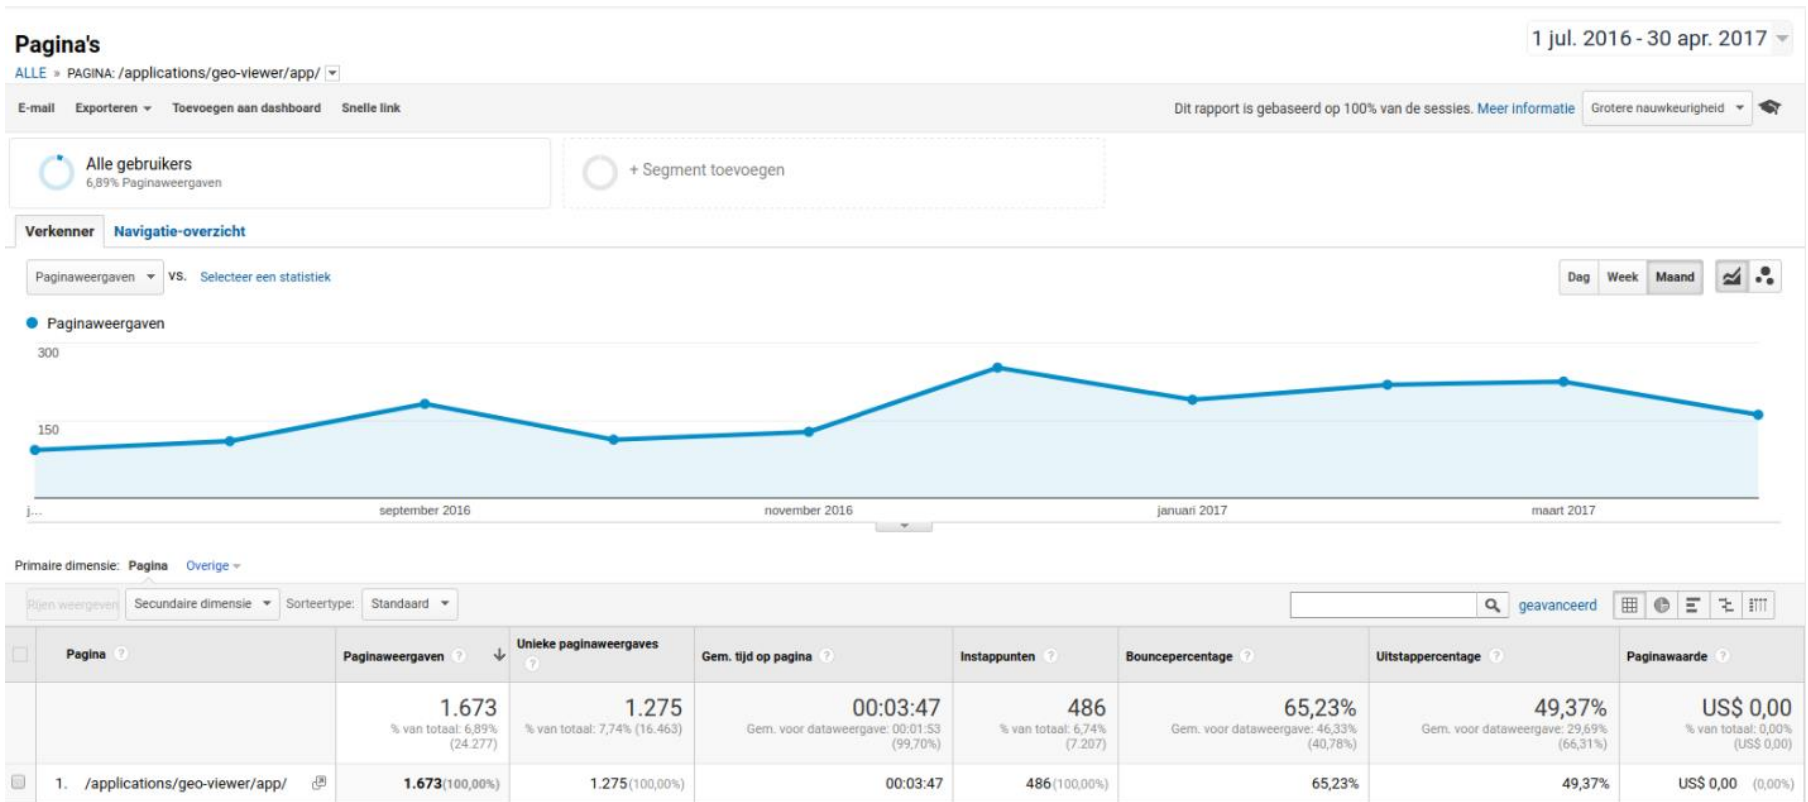 Pagina's
1 jul. 2016 - 30 apr. 2017
ALLE » PAGINA: /applications/geo-viewer/app/
E-mail Exporteren Toevoegen aan dashboard Snelle link
Dit rapport is gebaseerd op 100% van de sessies. Meer informatie Grotere nauwkeurigheid
Alle gebruikers
6,89% Paginaweergaven
+ Segment toevoegen
Verkenner Navigatie-overzicht
Paginaweergaven VS. Selecteer een statistiek
Dag Week Maand
Paginaweergaven
300
150
j... september 2016 november 2016 januari 2017 maart 2017
Primaire dimensie: Pagina Overige
Rijen weergeven Secundaire dimensie Sorteertype: Standaard geavanceerd
Pagina ? Paginaweergaven ? Unieke paginaweergaves ? Gem. tijd op pagina ? Instappunten ? Bouncepercentage ? Uitstappercentage ? Paginawaarde ?
1.673 1.275 00:03:47 486 65,23% 49,37% US$ 0,00
% van totaal: 6,89% % van totaal: 7,74% (16.463) Gem. voor dataweergave: 00:01:53 % van totaal: 6,74% Gem. voor dataweergave: 46,33% Gem. voor dataweergave: 29,69% % van totaal: 0,00%
(24.277) (99,70%) (7.207) (40,78%) (66,31%) (US$ 0,00)
1. /applications/geo-viewer/app/ 1.673 (100,00%) 1.275 (100,00%) 00:03:47 486 (100,00%) 65,23% 49,37% US$ 0,00 (0,00%)